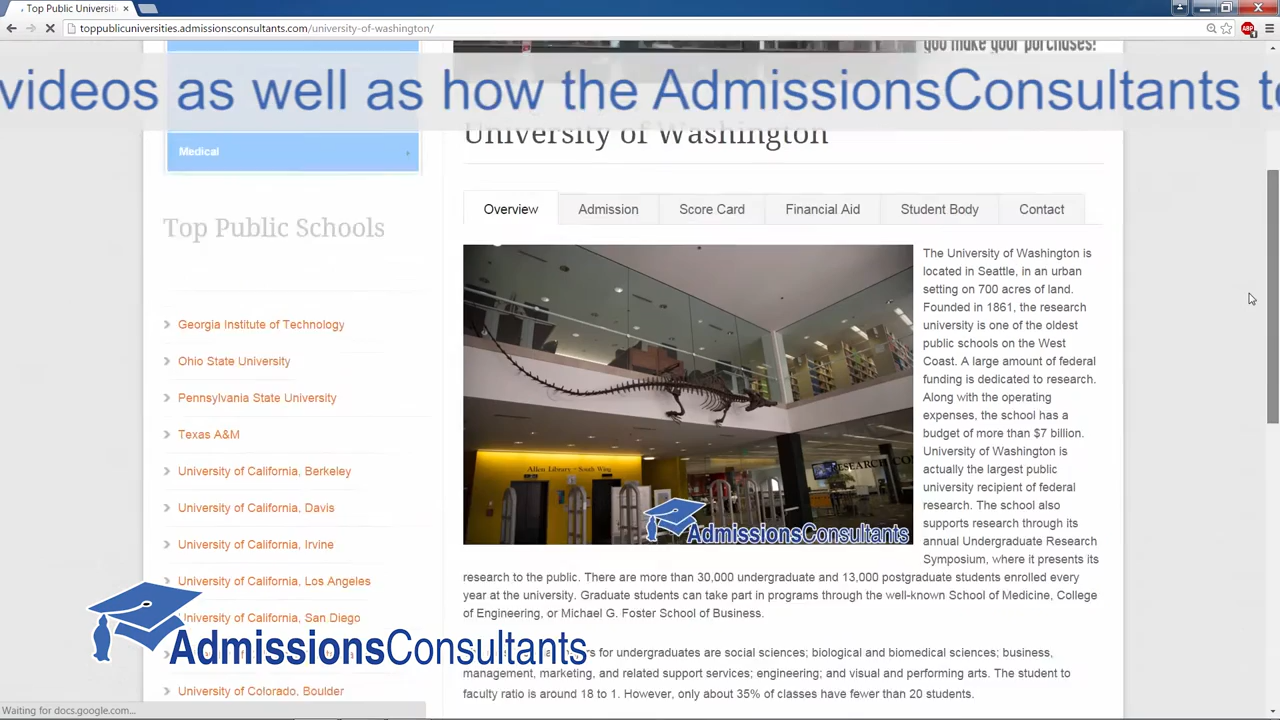 Top Public Universiti
toppublicuniversities.admissionsconsultants.com/university-of-washington/
you make your purchases!
videos as well as how the AdmissionsConsultants to
University of Washington
Medical
Overview
Admission
Score Card
Financial Aid
Student Body
Contact
Top Public Schools
Georgia Institute of Technology
Ohio State University
Pennsylvania State University
Texas A&M
University of California, Berkeley
University of California, Davis
University of California, Irvine
University of California, Los Angeles
University of California, San Diego
University of Colorado, Boulder
Allen Library - South Wing
RESEARCH CO
AdmissionsConsultants
The University of Washington is
located in Seattle, in an urban
setting on 700 acres of land.
Founded in 1861, the research
university is one of the oldest
public schools on the West
Coast. A large amount of federal
funding is dedicated to research.
Along with the operating
expenses, the school has a
budget of more than $7 billion.
University of Washington is
actually the largest public
university recipient of federal
research. The school also
supports research through its
annual Undergraduate Research
Symposium, where it presents its
research to the public. There are more than 30,000 undergraduate and 13,000 postgraduate students enrolled every
year at the university. Graduate students can take part in programs through the well-known School of Medicine, College
of Engineering, or Michael G. Foster School of Business.
for undergraduates are social sciences; biological and biomedical sciences; business,
management, marketing, and related support services; engineering; and visual and performing arts. The student to
faculty ratio is around 18 to 1. However, only about 35% of classes have fewer than 20 students.
AdmissionsConsultants
Waiting for docs.google.com...